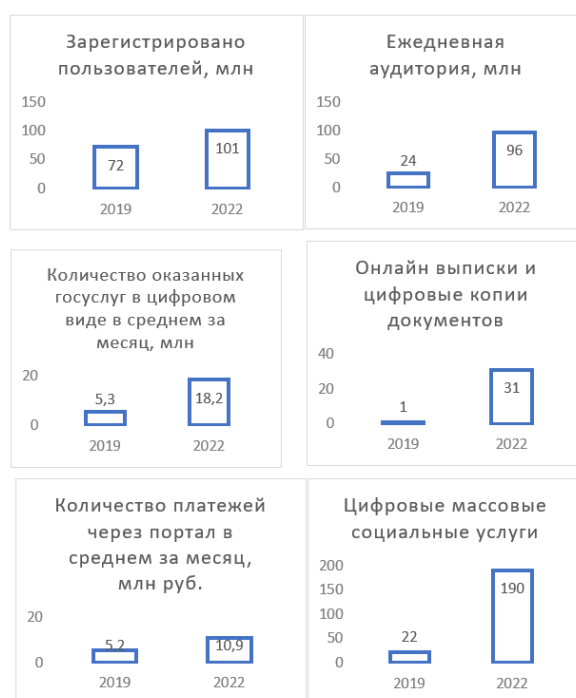 Зарегистрировано
пользователей, млн
150
100
50
0
72
101
2019
2022
Ежедневная
аудитория, млн
150
100
50
0
24
96
2019
2022
Количество оказанных
госуслуг в цифровом
виде в среднем за
месяц, млн
20
0
5,3
18,2
2019
2022
Онлайн выписки и
цифровые копии
документов
40
20
0
1
31
2019
2022
Количество платежей
через портал в
среднем за месяц,
млн руб.
20
0
5,2
10,9
2019
2022
Цифровые массовые
социальные услуги
200
150
100
50
0
22
190
2019
2022